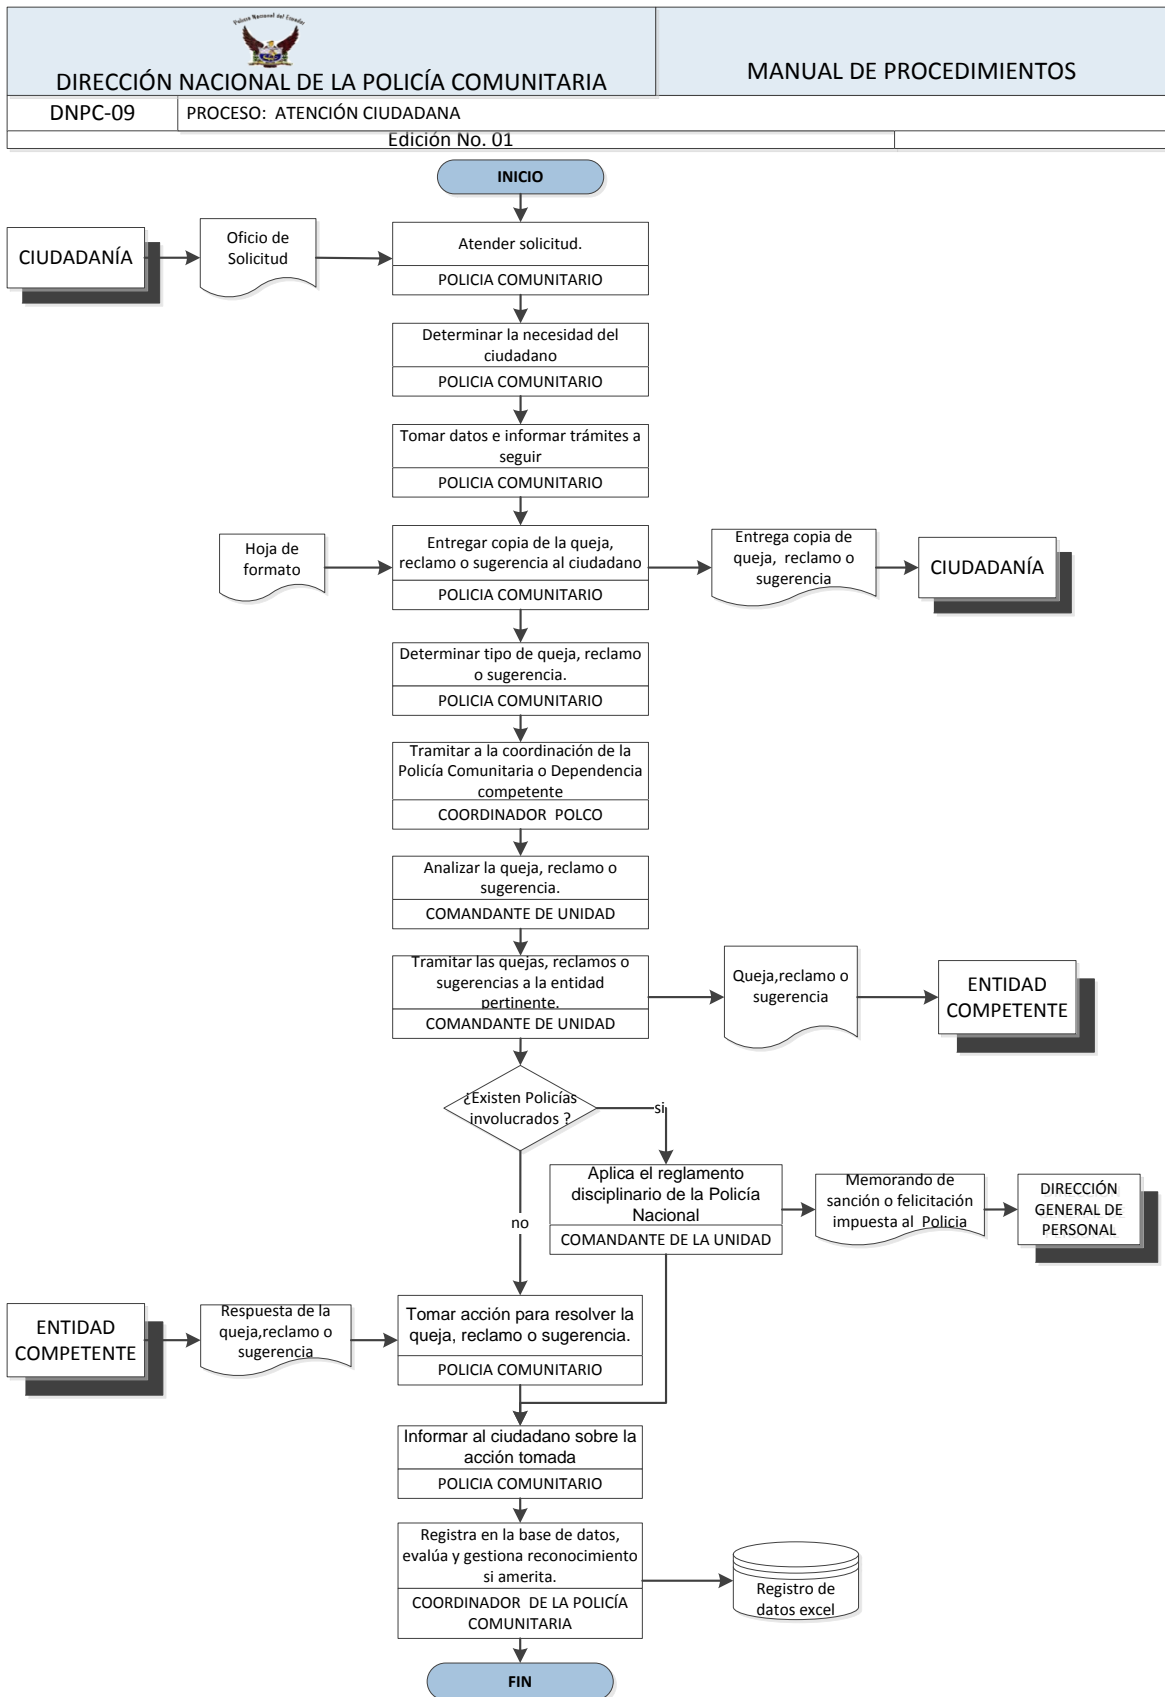 Policía Nacional del Ecuador
DIRECCIÓN NACIONAL DE LA POLICÍA COMUNITARIA
MANUAL DE PROCEDIMIENTOS
DNPC-09
PROCESO: ATENCIÓN CIUDADANA
Edición No. 01
INICIO
CIUDADANÍA
Oficio de
Solicitud
Atender solicitud.
POLICIA COMUNITARIO
Determinar la necesidad del
ciudadano
POLICIA COMUNITARIO
Tomar datos e informar trámites a
seguir
POLICIA COMUNITARIO
Hoja de
formato
Entregar copia de la queja,
reclamo o sugerencia al ciudadano
POLICIA COMUNITARIO
Entrega copia de
queja, reclamo o
sugerencia
CIUDADANÍA
Determinar tipo de queja, reclamo
o sugerencia.
POLICIA COMUNITARIO
Tramitar a la coordinación de la
Policía Comunitaria o Dependencia
competente
COORDINADOR POLCO
Analizar la queja, reclamo o
sugerencia.
COMANDANTE DE UNIDAD
Tramitar las quejas, reclamos o
sugerencias a la entidad
pertinente.
COMANDANTE DE UNIDAD
Queja,reclamo o
sugerencia
ENTIDAD
COMPETENTE
¿Existen Policías
involucrados ?
si
no
Aplica el reglamento
disciplinario de la Policía
Nacional
COMANDANTE DE LA UNIDAD
Memorando de
sanción o felicitación
impuesta al Policia
DIRECCIÓN
GENERAL DE
PERSONAL
ENTIDAD
COMPETENTE
Respuesta de la
queja,reclamo o
sugerencia
Tomar acción para resolver la
queja, reclamo o sugerencia.
POLICIA COMUNITARIO
Informar al ciudadano sobre la
acción tomada
POLICIA COMUNITARIO
Registra en la base de datos,
evalúa y gestiona reconocimiento
si amerita.
COORDINADOR DE LA POLICÍA
COMUNITARIA
Registro de
datos excel
FIN